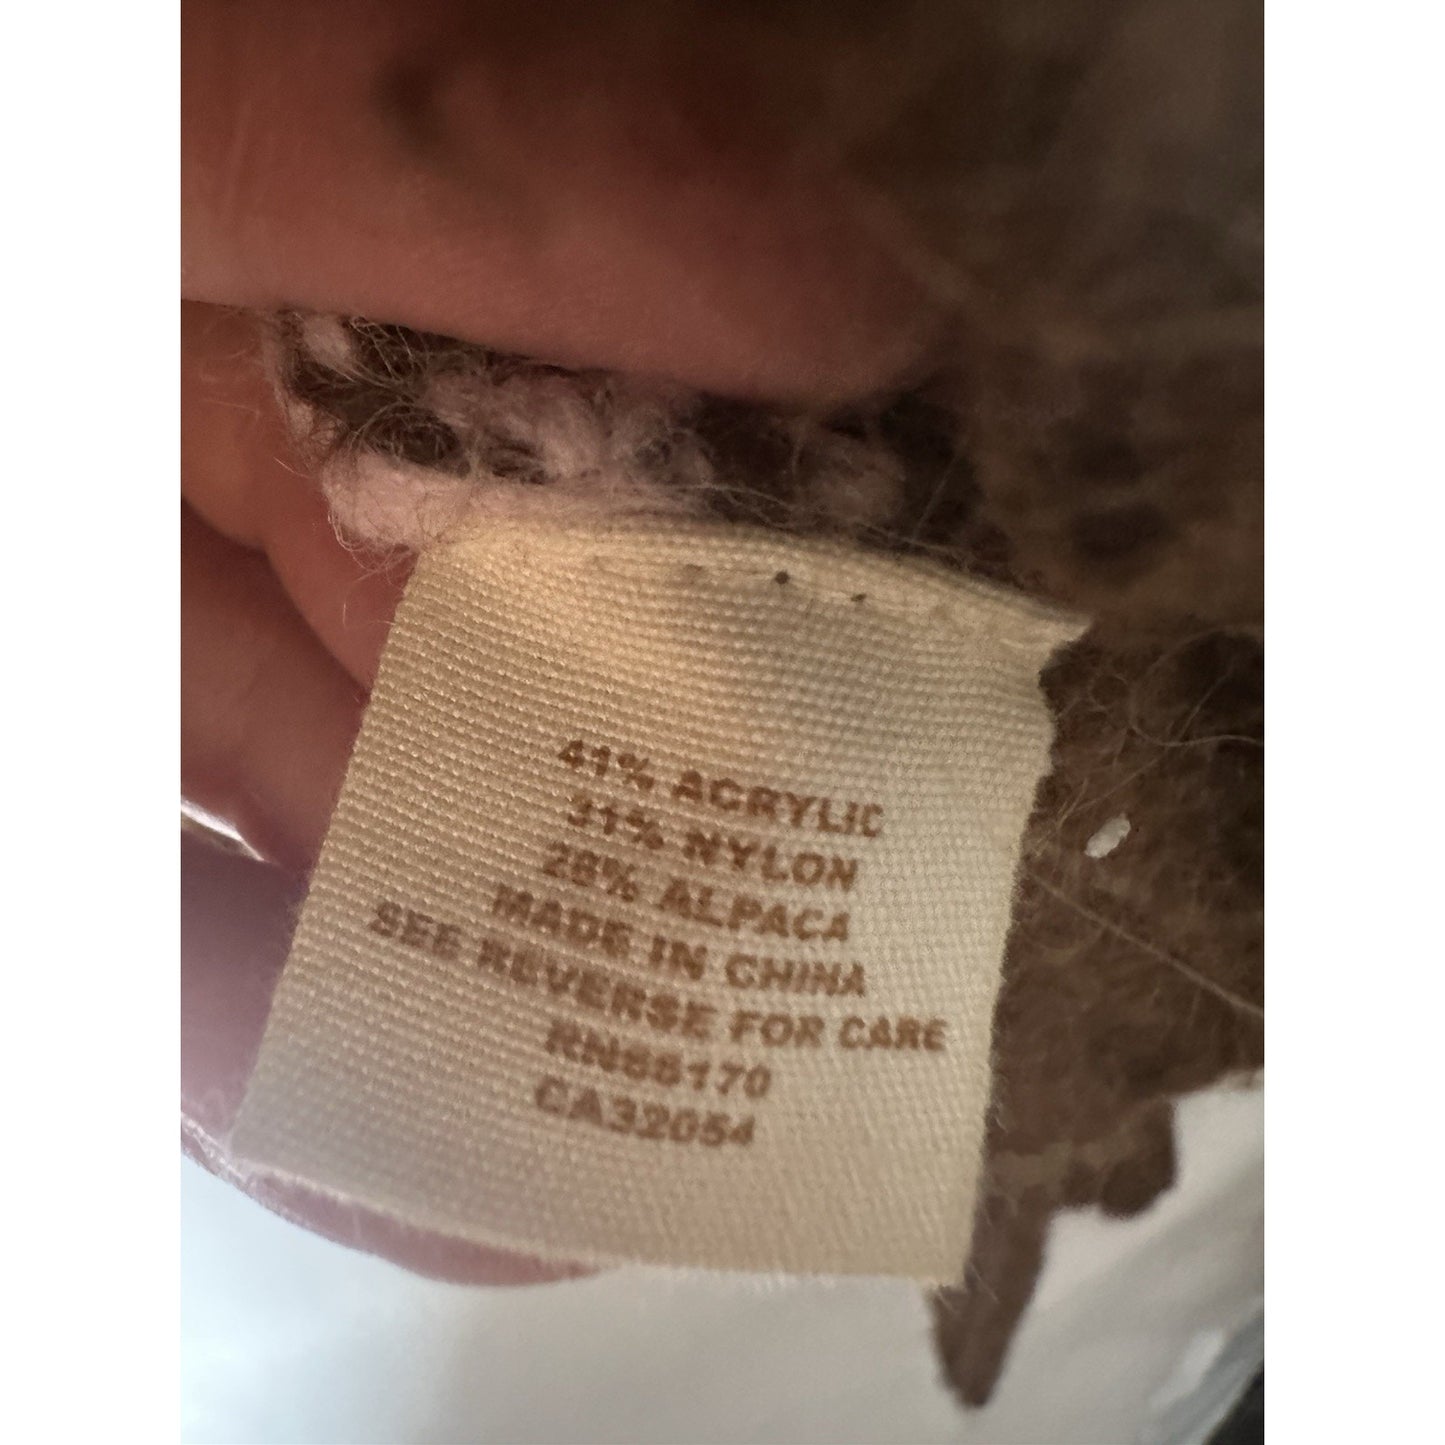 41% ACRYLIC
31% NYLON
28% ALPACA
MADE IN CHINA
SEE REVERSE FOR CARE
RN88170
CA32054